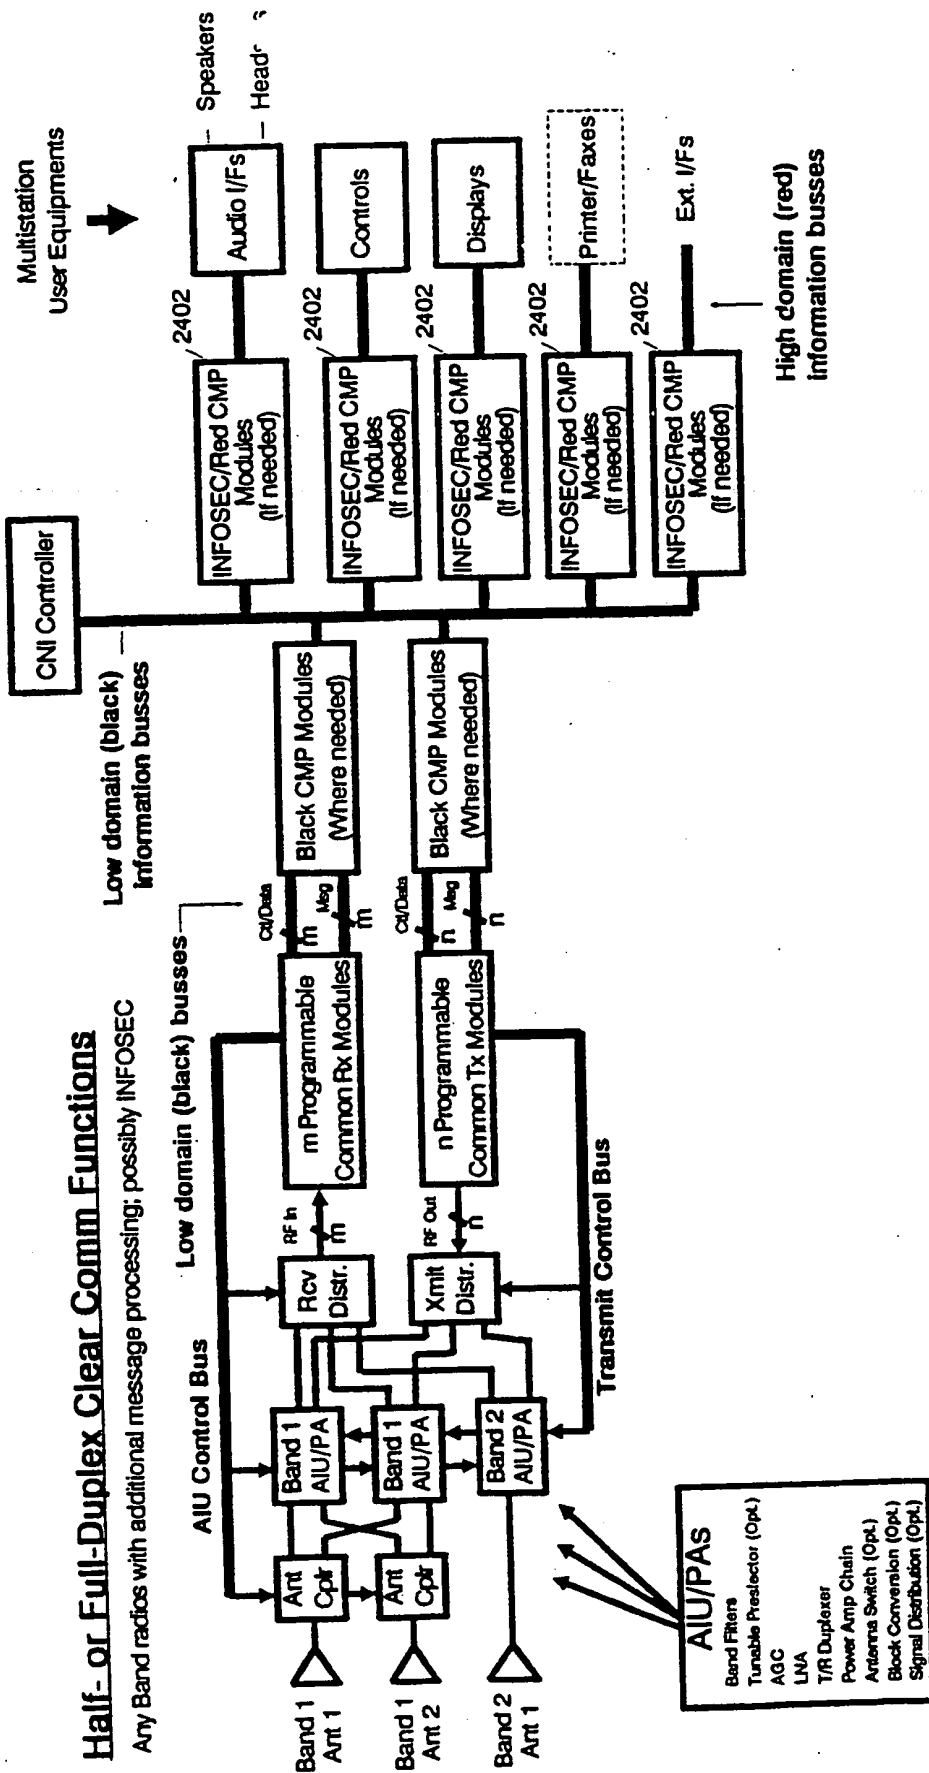 Half- or Full-Duplex Clear Comm Functions
Any Band radios with additional message processing; possibly INFOSEC
Multistation
User Equipments
CNI Controller
Low domain (black)
information busses
Low domain (black) busses
AIU Control Bus
Band 1
Ant 1
Band 1
Ant 2
Band 2
Ant 1
Ant
Cplr
Ant
Cplr
Band 1
AIU/PA
Band 1
AIU/PA
Band 2
AIU/PA
Rcv
Distr.
Xmit
Distr.
RF In
m
RF Out
n
m Programmable
Common Rx Modules
n Programmable
Common Tx Modules
Ctl/Data
m
Msg
m
Ctl/Data
n
Msg
n
Black CMP Modules
(Where needed)
Black CMP Modules
(Where needed)
INFOSEC/Red CMP
Modules
(If needed)
2402
INFOSEC/Red CMP
Modules
(If needed)
2402
INFOSEC/Red CMP
Modules
(If needed)
2402
INFOSEC/Red CMP
Modules
(If needed)
2402
INFOSEC/Red CMP
Modules
(If needed)
2402
Audio I/Fs
Speakers
Controls
Displays
Printer/Faxes
Ext. I/Fs
High domain (red)
information busses
Transmit Control Bus
AIU/PAs
Band Filters
Tunable Preslector (Opt.)
AGC
LNA
T/R Duplexer
Power Amp Chain
Antenna Switch (Opt.)
Block Conversion (Opt.)
Signal Distribution (Opt.)